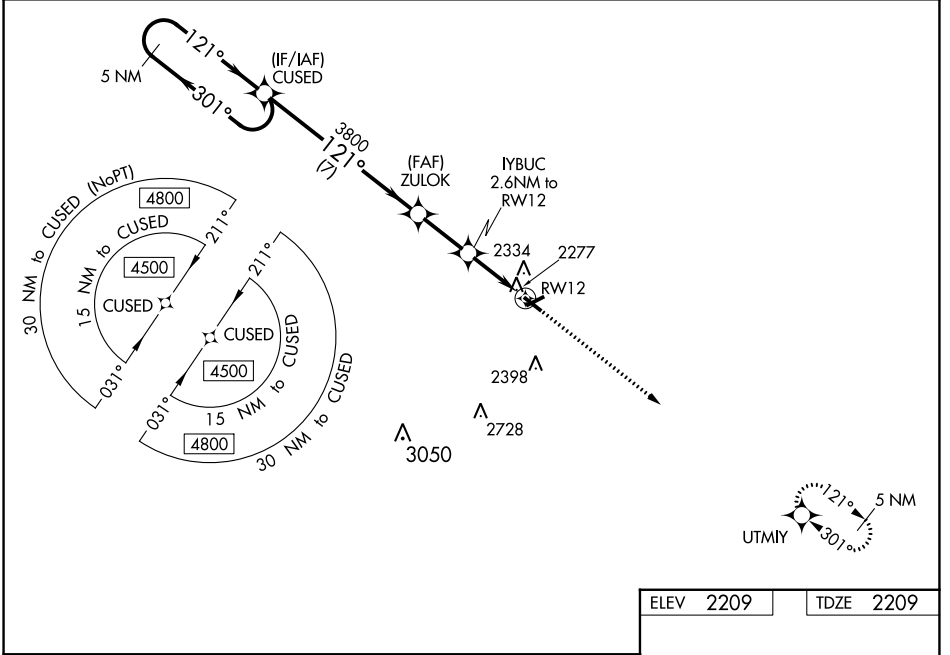 121°
301°
5 NM
(IF/IAF)
CUSED
3800
121°
(7)
(FAF)
ZULOK
IYBUC
2.6NM to
RW12
2334
2277
RW12
30 NM to CUSED (NoPT)
4800
211°
15 NM to CUSED
4500
CUSED
031°
211°
CUSED
4500
031°
15 NM to CUSED
4800
30 NM to CUSED
2398
2728
3050
121°
5 NM
301°
UTMIY
ELEV 2209
TDZE 2209